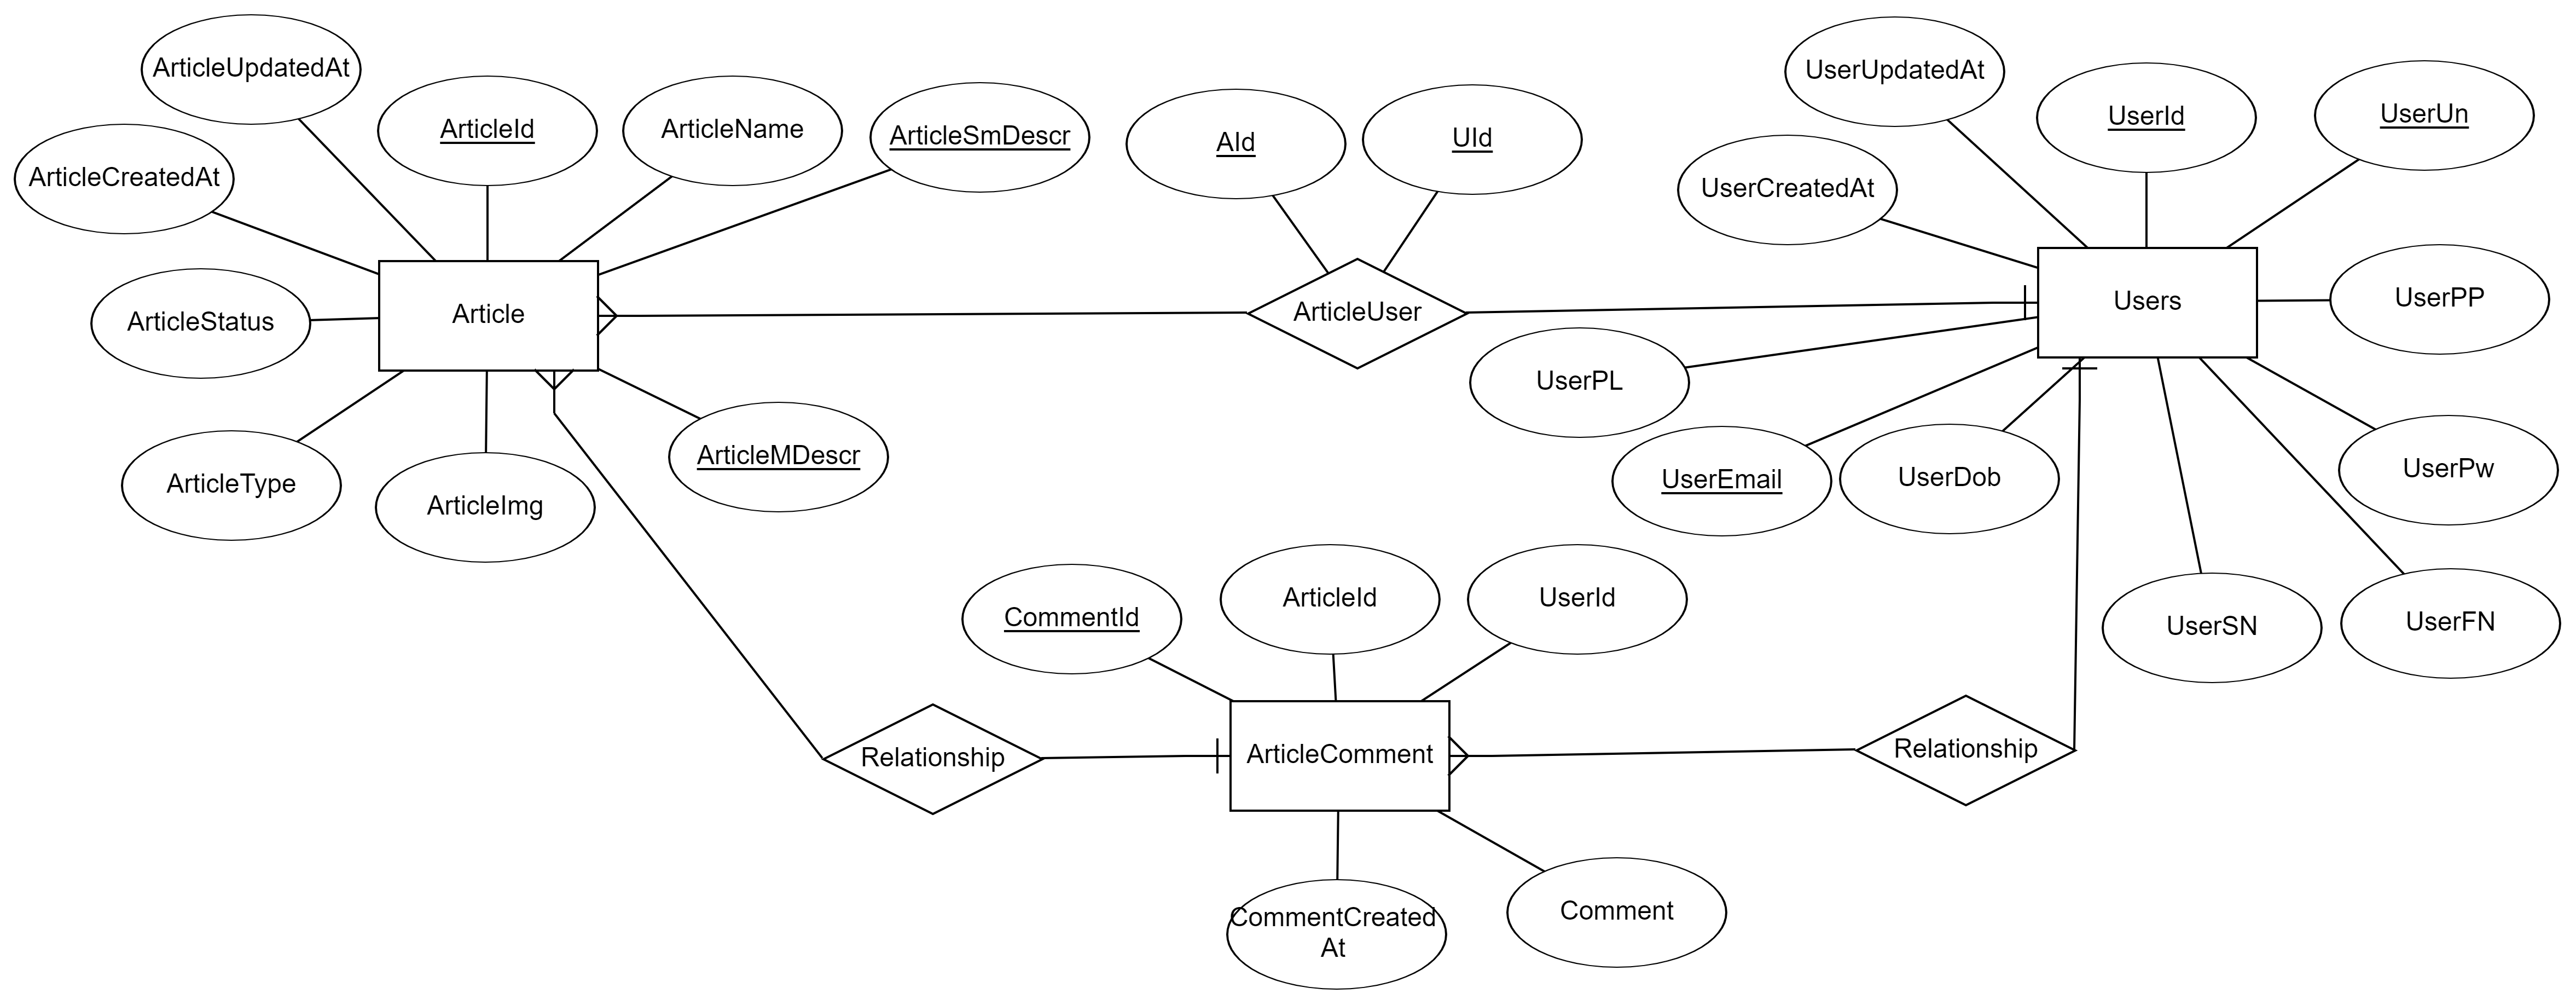 ArticleUpdatedAt
ArticleId
ArticleName
ArticleSmDescr
ArticleCreatedAt
ArticleStatus
Article
ArticleType
ArticleImg
ArticleMDescr
AId
UId
ArticleUser
UserUpdatedAt
UserId
UserUn
UserCreatedAt
Users
UserPP
UserPL
UserEmail
UserDob
UserPw
UserSN
UserFN
CommentId
ArticleId
UserId
Relationship
ArticleComment
Relationship
CommentCreated
At
Comment